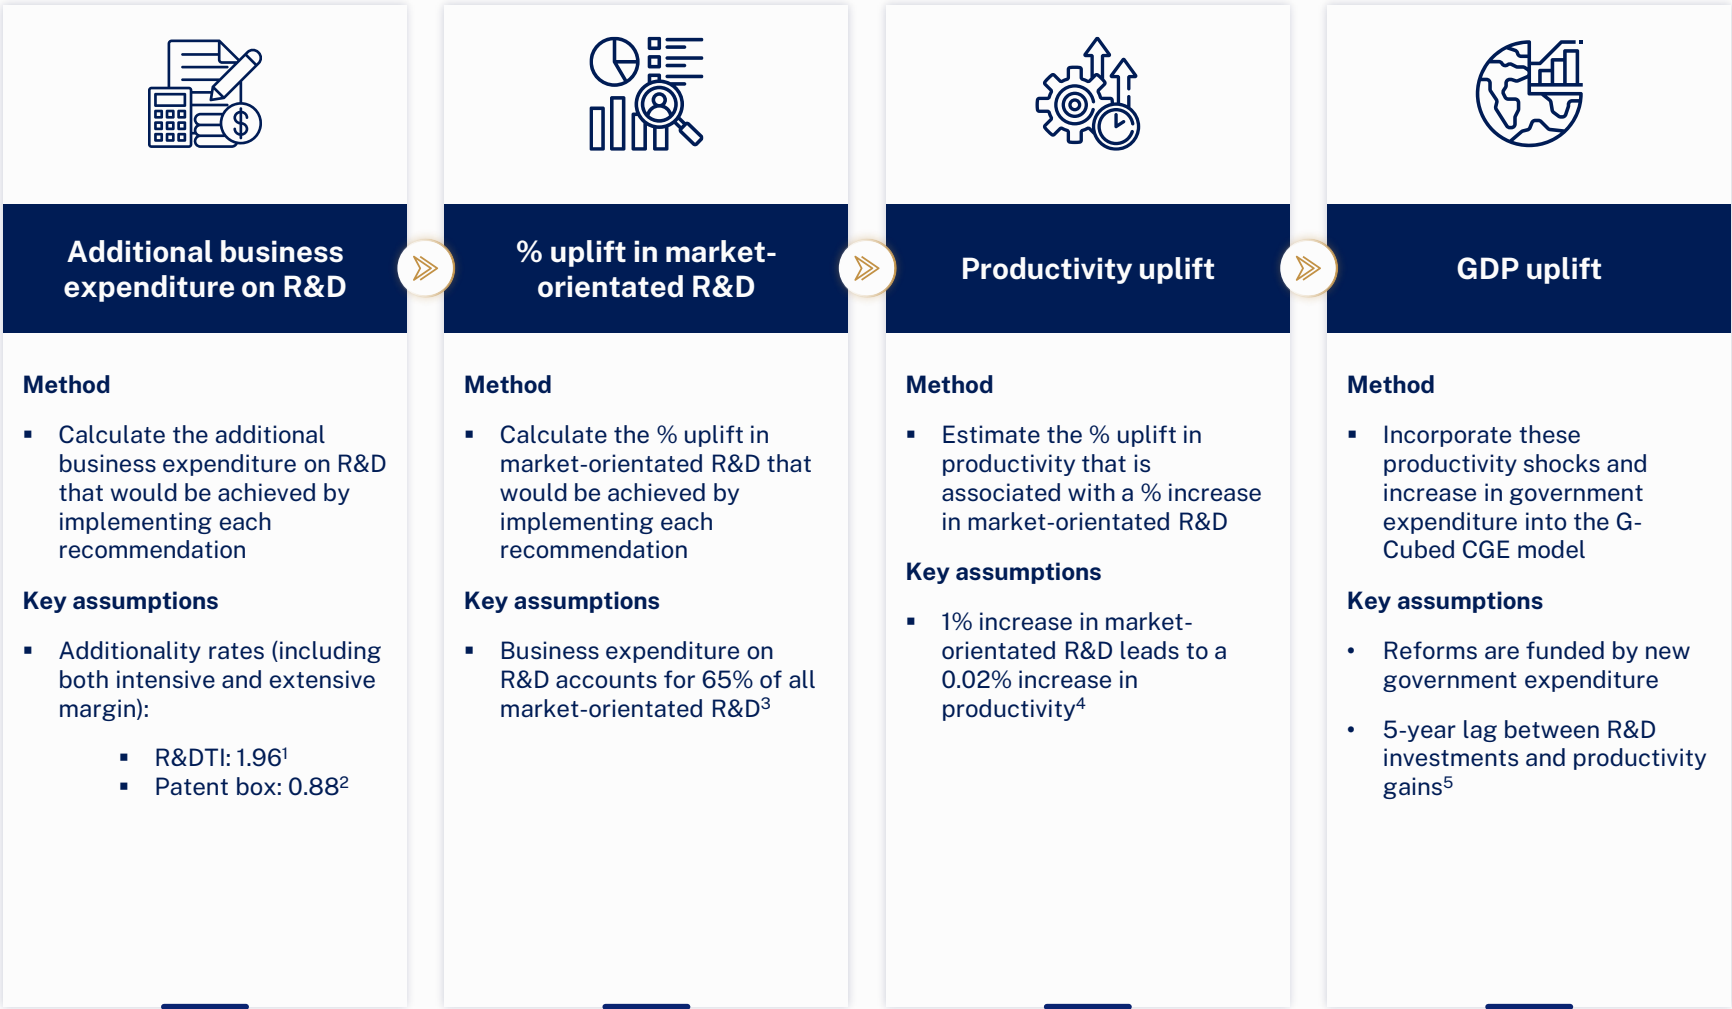 Additional business
expenditure on R&D
Method
▪ Calculate the additional
business expenditure on R&D
that would be achieved by
implementing each
recommendation
Key assumptions
▪ Additionality rates (including
both intensive and extensive
margin):
▪ R&DTI: 1.96¹
▪ Patent box: 0.88²
% uplift in market-
orientated R&D
Method
▪ Calculate the % uplift in
market-orientated R&D that
would be achieved by
implementing each
recommendation
Key assumptions
▪ Business expenditure on
R&D accounts for 65% of all
market-orientated R&D³
Productivity uplift
Method
▪ Estimate the % uplift in
productivity that is
associated with a % increase
in market-orientated R&D
Key assumptions
▪ 1% increase in market-
orientated R&D leads to a
0.02% increase in
productivity⁴
GDP uplift
Method
▪ Incorporate these
productivity shocks and
increase in government
expenditure into the G-
Cubed CGE model
Key assumptions
• Reforms are funded by new
government expenditure
• 5-year lag between R&D
investments and productivity
gains⁵